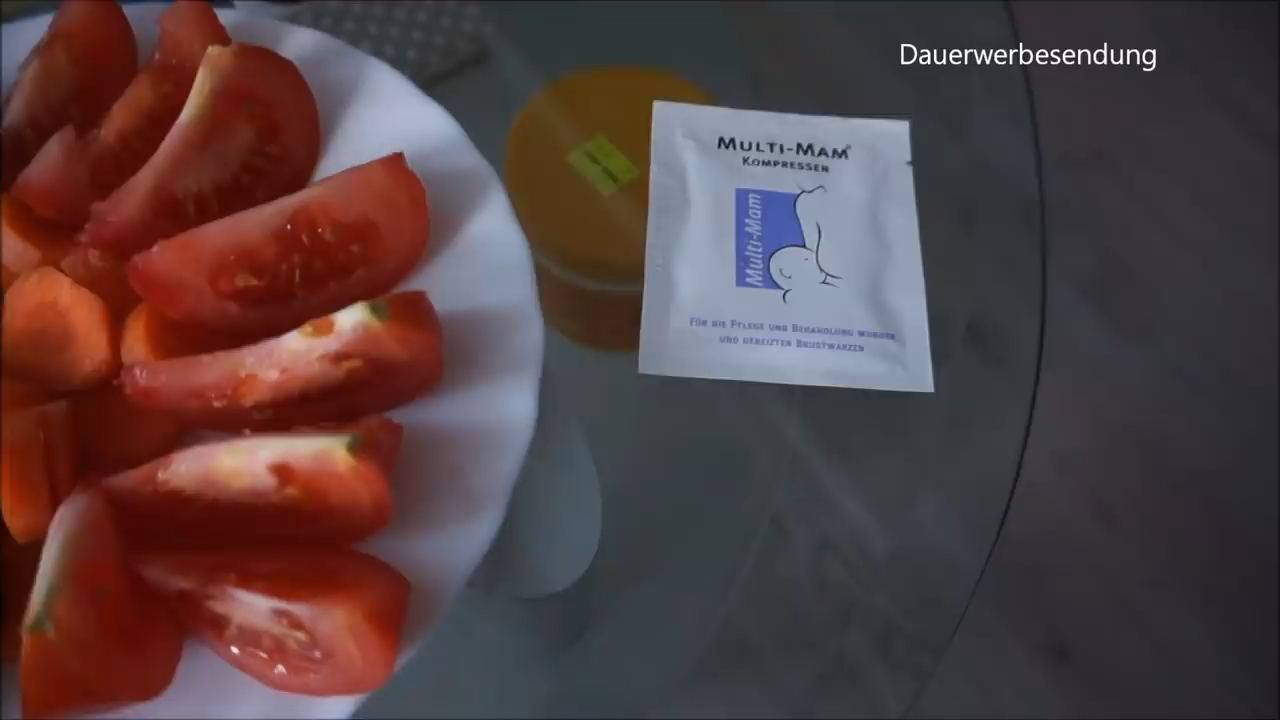 Dauerwerbesendung
MULTI-MAM
KOMPRESSEN
Multi-Mam
FÜR DIE PFLEGE UND BEHANDLUNG WUNDER
UND GEREIZTER BRUSTWARZEN